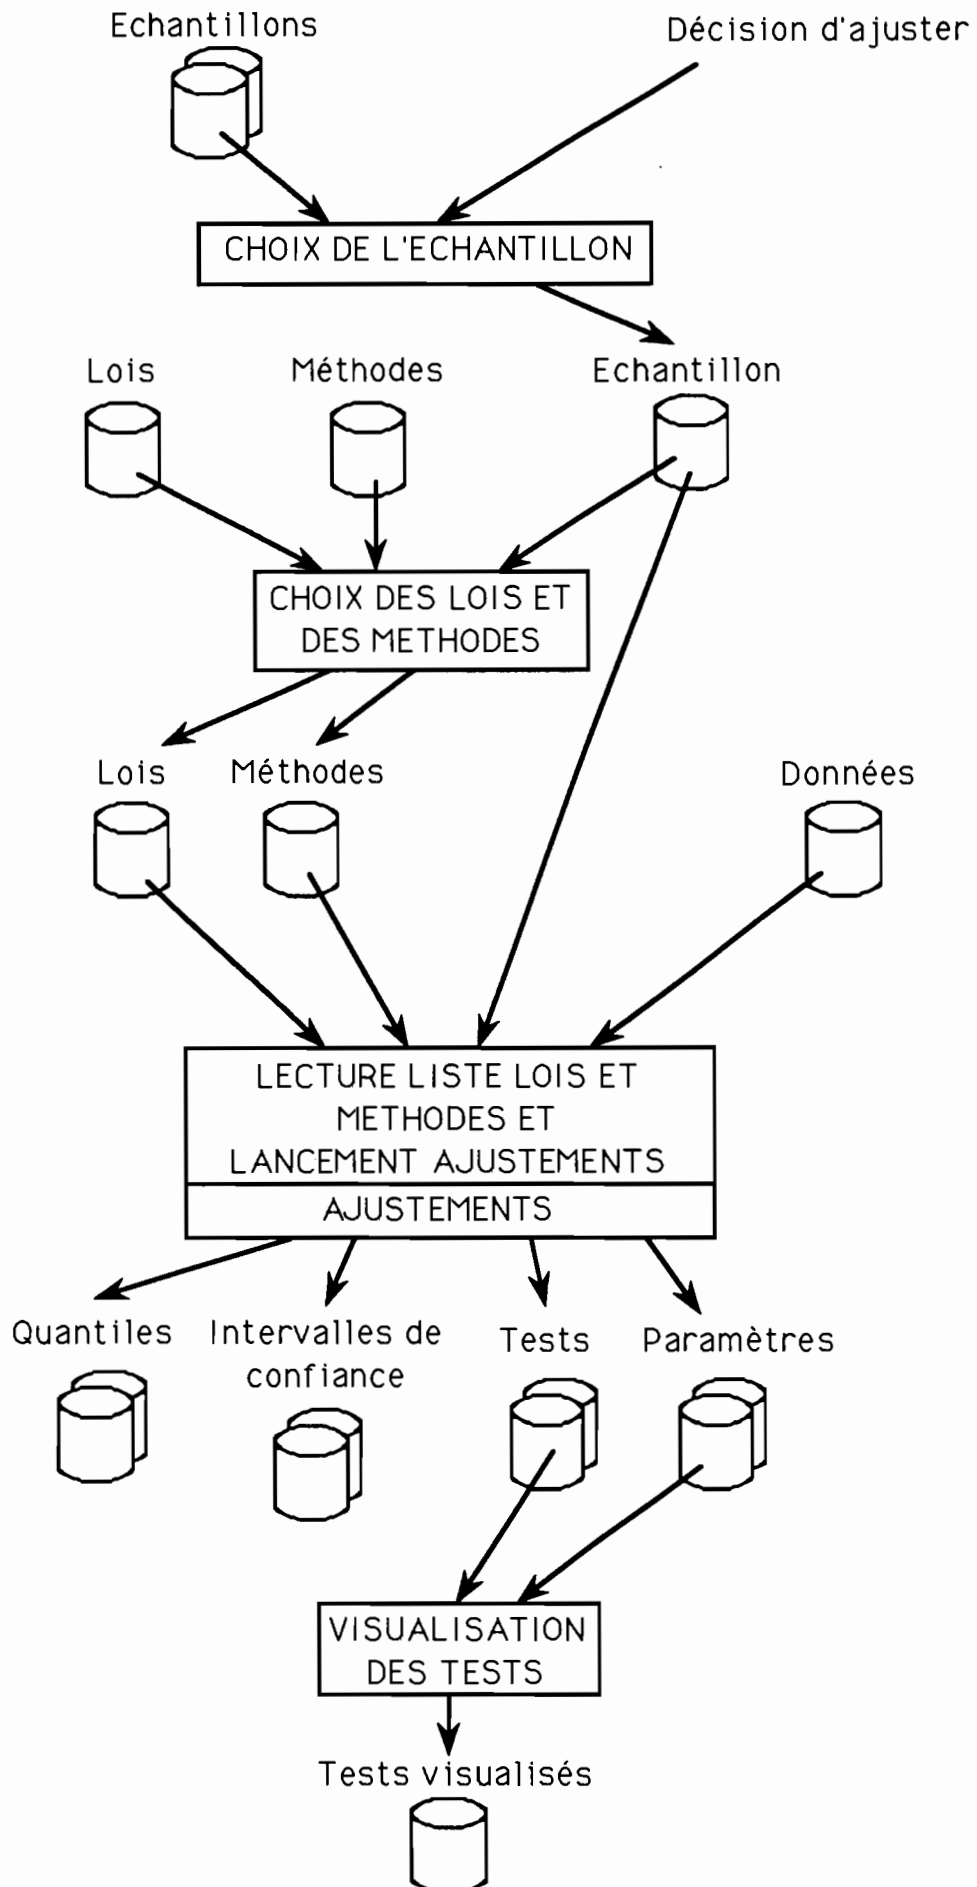 Echantillons
Décision d'ajuster
CHOIX DE L'ECHANTILLON
Lois
Méthodes
Echantillon
CHOIX DES LOIS ET
DES METHODES
Lois
Méthodes
Données
LECTURE LISTE LOIS ET
METHODES ET
LANCEMENT AJUSTEMENTS
AJUSTEMENTS
Quantiles
Intervalles de
confiance
Tests
Paramètres
VISUALISATION
DES TESTS
Tests visualisés